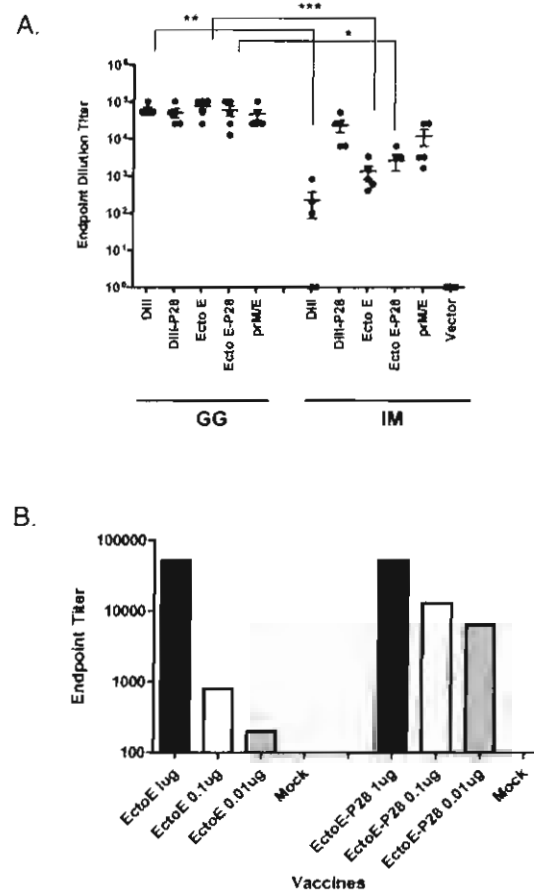 A.
** ***
*
Endpoint Dilution Titer
10⁶
10⁵
10⁴
10³
10²
10¹
10⁰
DIII
DIII-P28
Ecto E
Ecto E-P28
prM/E
DIII
DIII-P28
Ecto E
Ecto E-P28
prM/E
Vector
GG
IM
B.
Endpoint Titer
100000
10000
1000
100
EctoE 1ug
EctoE 0.1ug
EctoE 0.01ug
Mock
EctoE-P28 1ug
EctoE-P28 0.1ug
EctoE-P28 0.01ug
Mock
Vaccines